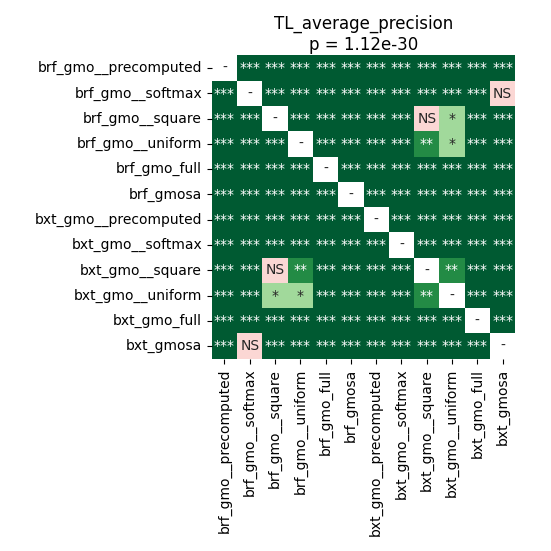 TL_average_precision
p = 1.12e-30
brf_gmo__precomputed - *** *** *** *** *** *** *** *** *** *** ***
brf_gmo__softmax *** - *** *** *** *** *** *** *** *** *** NS
brf_gmo__square *** *** - *** *** *** *** *** NS * *** ***
brf_gmo__uniform *** *** *** - *** *** *** *** ** * *** ***
brf_gmo_full *** *** *** *** - *** *** *** *** *** *** ***
brf_gmosa *** *** *** *** *** - *** *** *** *** *** ***
bxt_gmo__precomputed *** *** *** *** *** *** - *** *** *** *** ***
bxt_gmo__softmax *** *** *** *** *** *** *** - *** *** *** ***
bxt_gmo__square *** *** NS ** *** *** *** *** - ** *** ***
bxt_gmo__uniform *** *** * * *** *** *** *** ** - *** ***
bxt_gmo_full *** *** *** *** *** *** *** *** *** *** - ***
bxt_gmosa *** NS *** *** *** *** *** *** *** *** *** -
brf_gmo__precomputed
brf_gmo__softmax
brf_gmo__square
brf_gmo__uniform
brf_gmo_full
brf_gmosa
bxt_gmo__precomputed
bxt_gmo__softmax
bxt_gmo__square
bxt_gmo__uniform
bxt_gmo_full
bxt_gmosa